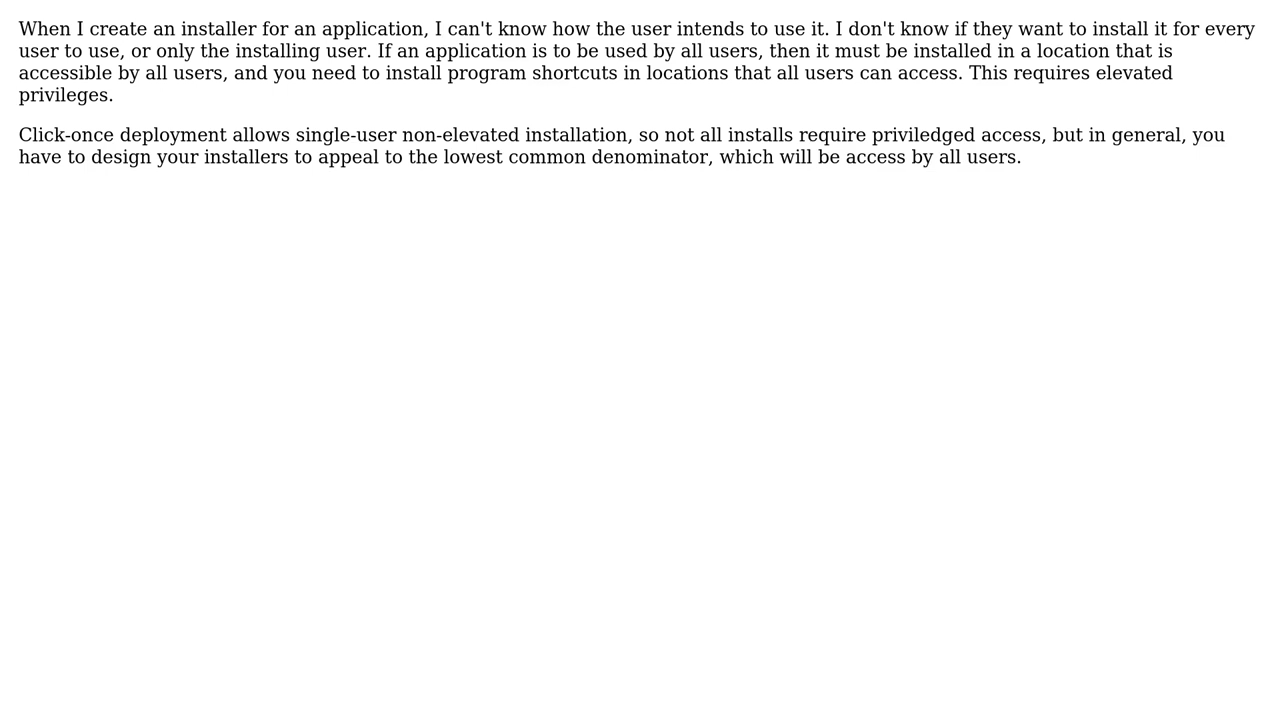 When I create an installer for an application, I can't know how the user intends to use it. I don't know if they want to install it for every
user to use, or only the installing user. If an application is to be used by all users, then it must be installed in a location that is
accessible by all users, and you need to install program shortcuts in locations that all users can access. This requires elevated
privileges.
Click-once deployment allows single-user non-elevated installation, so not all installs require priviledged access, but in general, you
have to design your installers to appeal to the lowest common denominator, which will be access by all users.